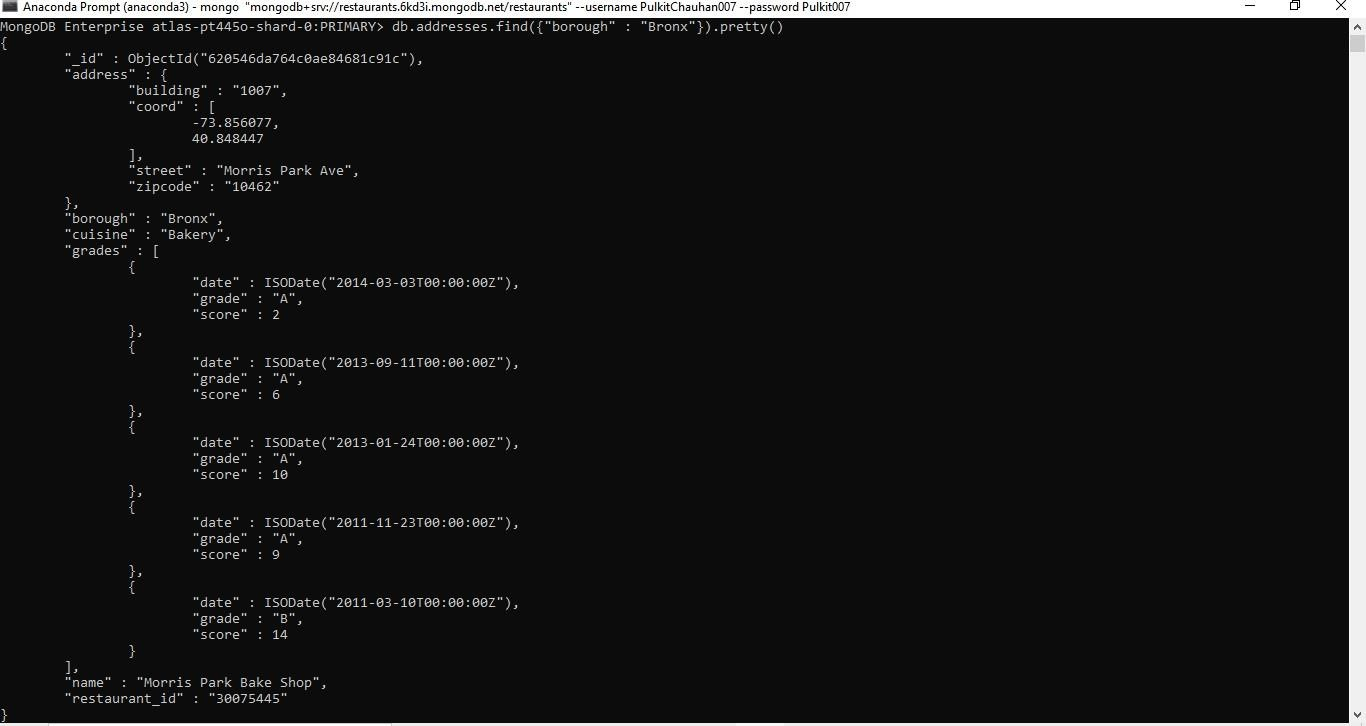 Anaconda Prompt (anaconda3) - mongo "mongodb+srv://restaurants.6kd3i.mongodb.net/restaurants" --username PulkitChauhan007 --password Pulkit007
MongoDB Enterprise atlas-pt445o-shard-0:PRIMARY> db.addresses.find({"borough" : "Bronx"}).pretty()
{
"_id" : ObjectId("620546da764c0ae84681c91c"),
"address" : {
"building" : "1007",
"coord" : [
-73.856077,
40.848447
],
"street" : "Morris Park Ave",
"zipcode" : "10462"
},
"borough" : "Bronx",
"cuisine" : "Bakery",
"grades" : [
{
"date" : ISODate("2014-03-03T00:00:00Z"),
"grade" : "A",
"score" : 2
},
{
"date" : ISODate("2013-09-11T00:00:00Z"),
"grade" : "A",
"score" : 6
},
{
"date" : ISODate("2013-01-24T00:00:00Z"),
"grade" : "A",
"score" : 10
},
{
"date" : ISODate("2011-11-23T00:00:00Z"),
"grade" : "A",
"score" : 9
},
{
"date" : ISODate("2011-03-10T00:00:00Z"),
"grade" : "B",
"score" : 14
}
],
"name" : "Morris Park Bake Shop",
"restaurant_id" : "30075445"
}